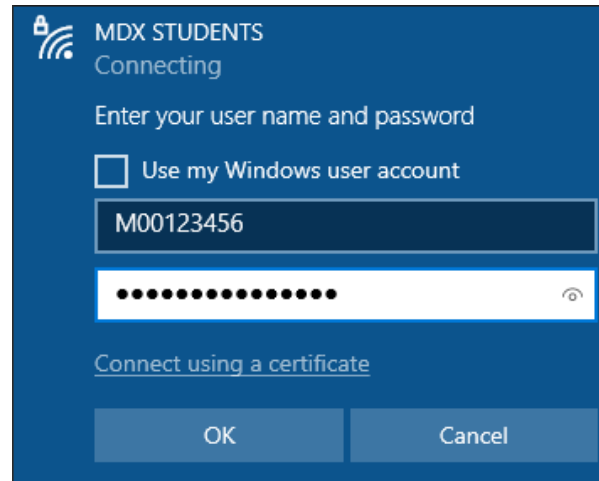 MDX STUDENTS
Connecting
Enter your user name and password
Use my Windows user account
M00123456
●●●●●●●●●●●●●●●
Connect using a certificate
OK Cancel